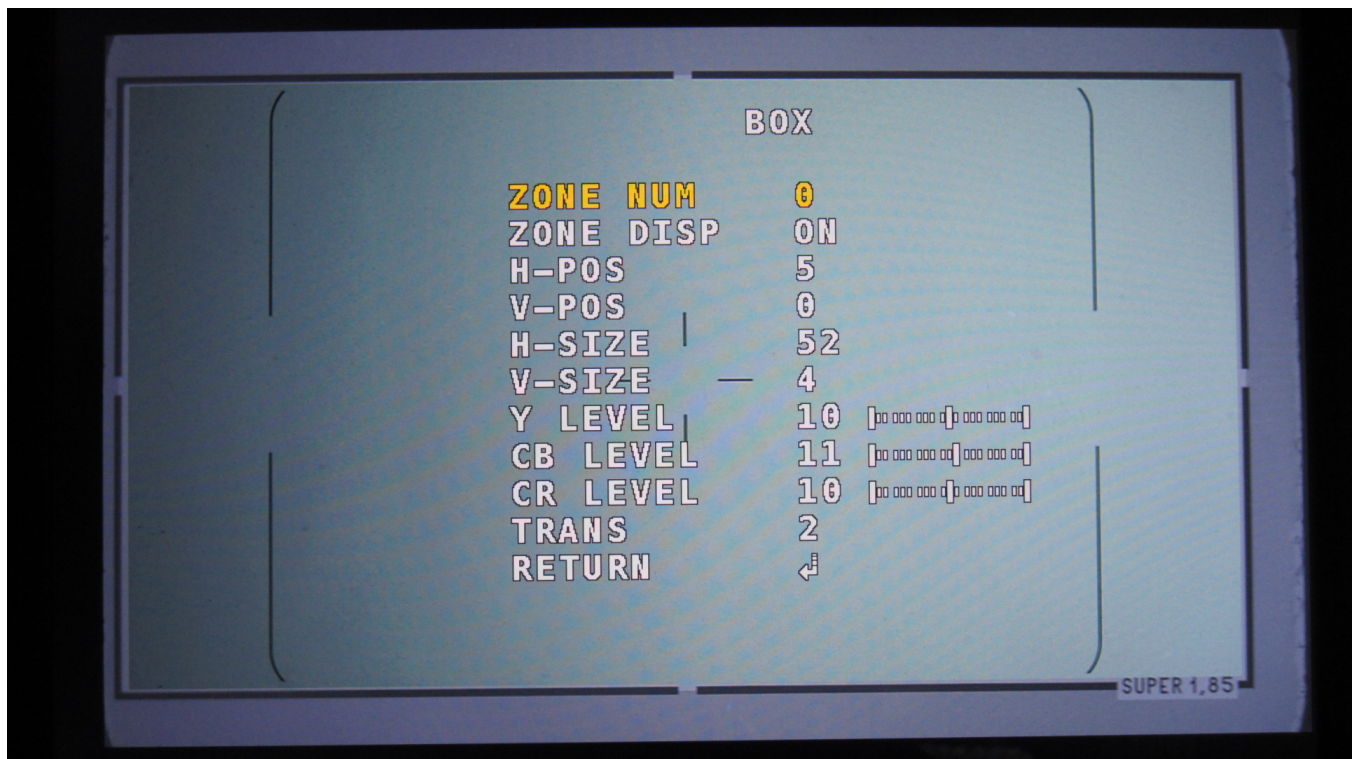 BOX
ZONE NUM 0
ZONE DISP ON
H-POS 5
V-POS 0
H-SIZE 52
V-SIZE 4
Y LEVEL 10
CB LEVEL 11
CR LEVEL 10
TRANS 2
RETURN ↲
SUPER 1,85